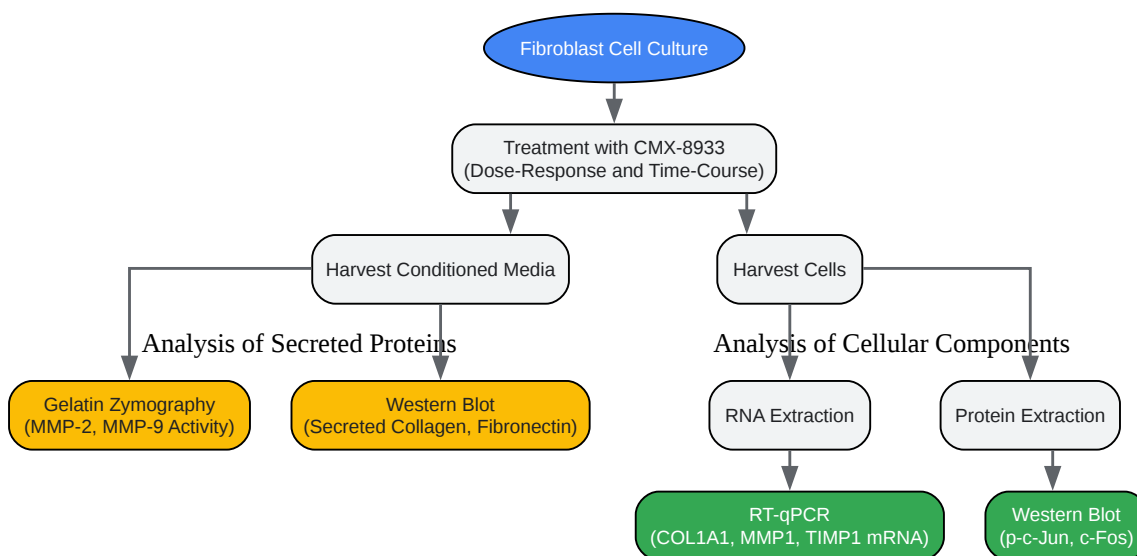 Fibroblast Cell Culture
Treatment with CMX-8933
(Dose-Response and Time-Course)
Harvest Conditioned Media
Harvest Cells
Analysis of Secreted Proteins
Analysis of Cellular Components
Gelatin Zymography
(MMP-2, MMP-9 Activity)
Western Blot
(Secreted Collagen, Fibronectin)
RNA Extraction
Protein Extraction
RT-qPCR
(COL1A1, MMP1, TIMP1 mRNA)
Western Blot
(p-c-Jun, c-Fos)